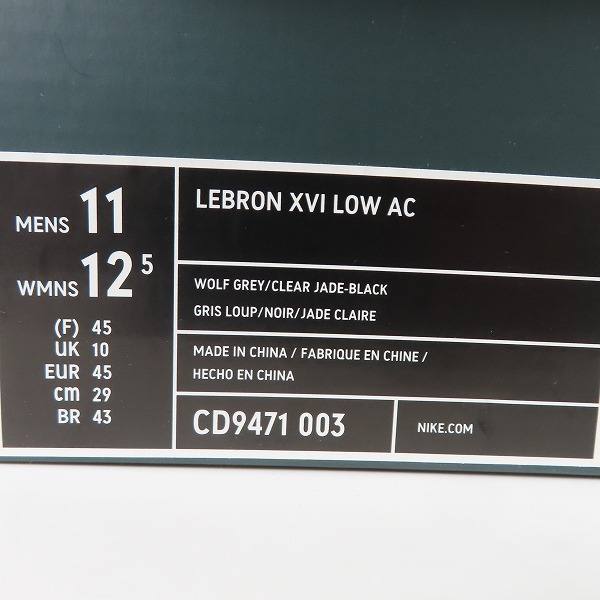 MENS 11
WMNS 12 5
(F) 45
UK 10
EUR 45
cm 29
BR 43
LEBRON XVI LOW AC
WOLF GREY/CLEAR JADE-BLACK
GRIS LOUP/NOIR/JADE CLAIRE
MADE IN CHINA / FABRIQUE EN CHINE /
HECHO EN CHINA
CD9471 003
NIKE.COM